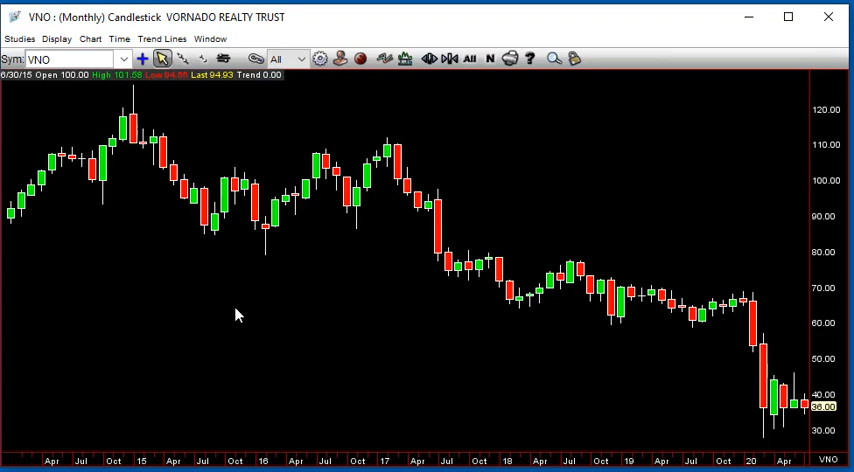 VNO : (Monthly) Candlestick  VORNADO REALTY TRUST
Studies Display Chart Time Trend Lines Window
Sym: VNO All All N ?
6/30/15 Open 100.00 High 101.58 Low 94.55 Last 94.93 Trend 0.00
120.00
110.00
100.00
90.00
80.00
70.00
60.00
50.00
40.00
36.00
30.00
Apr Jul Oct 15 Apr Jul Oct 16 Apr Jul Oct 17 Apr Jul Oct 18 Apr Jul Oct 19 Apr Jul Oct 20 Apr VNO